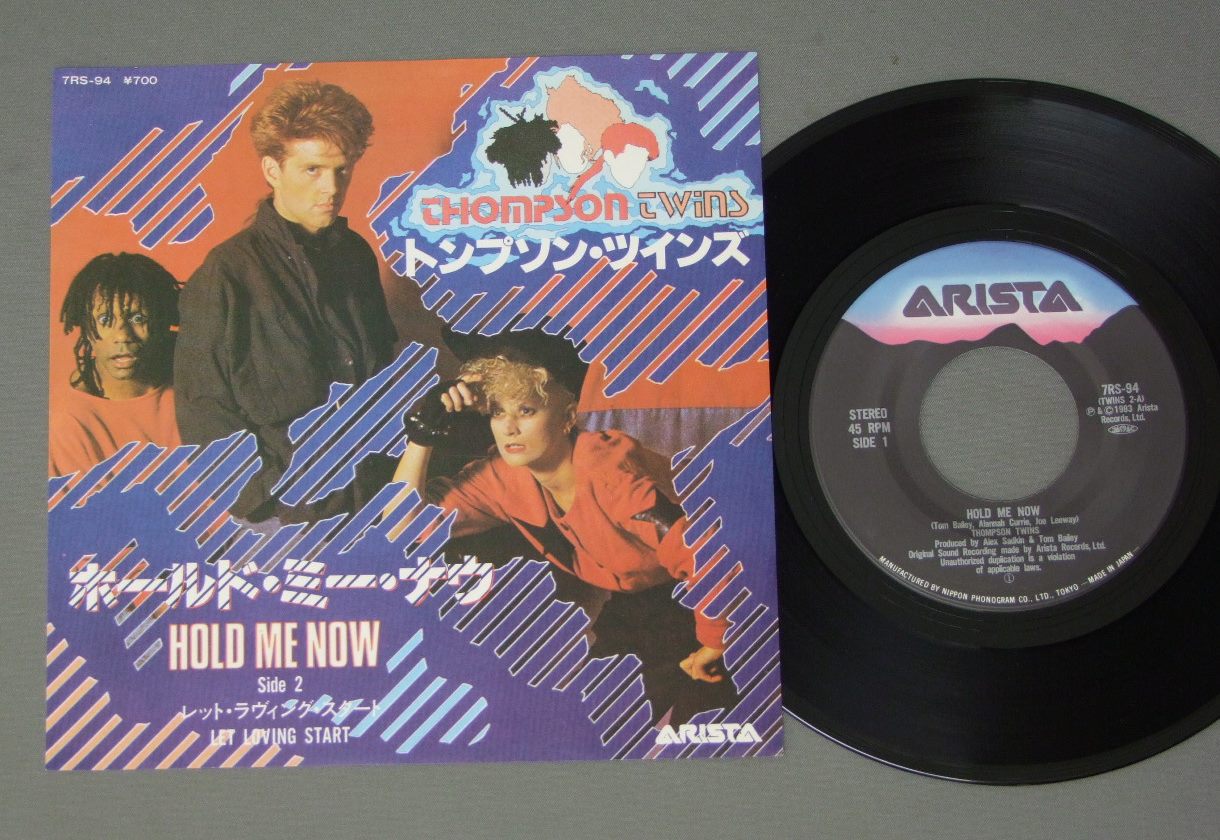 7RS-94 ¥700
THOMPSON TWINS
トンプソン・ツインズ
ホールド・ミー・ナウ
HOLD ME NOW
Side 2
レット・ラヴィング・スタート
LET LOVING START
ARISTA
ARISTA
STEREO
45 RPM
SIDE 1
7RS-94
(TWINS 2-A)
Ⓟ & © 1983 Arista
Records, Ltd.
HOLD ME NOW
(Tom Bailey, Alannah Currie, Joe Leeway)
THOMPSON TWINS
Produced by Alex Sadkin & Tom Bailey
Original Sound Recording made by Arista Records, Ltd.
Unauthorized duplication is a violation
of applicable laws.
①
MANUFACTURED BY NIPPON PHONOGRAM CO., LTD., TOKYO – MADE IN JAPAN –